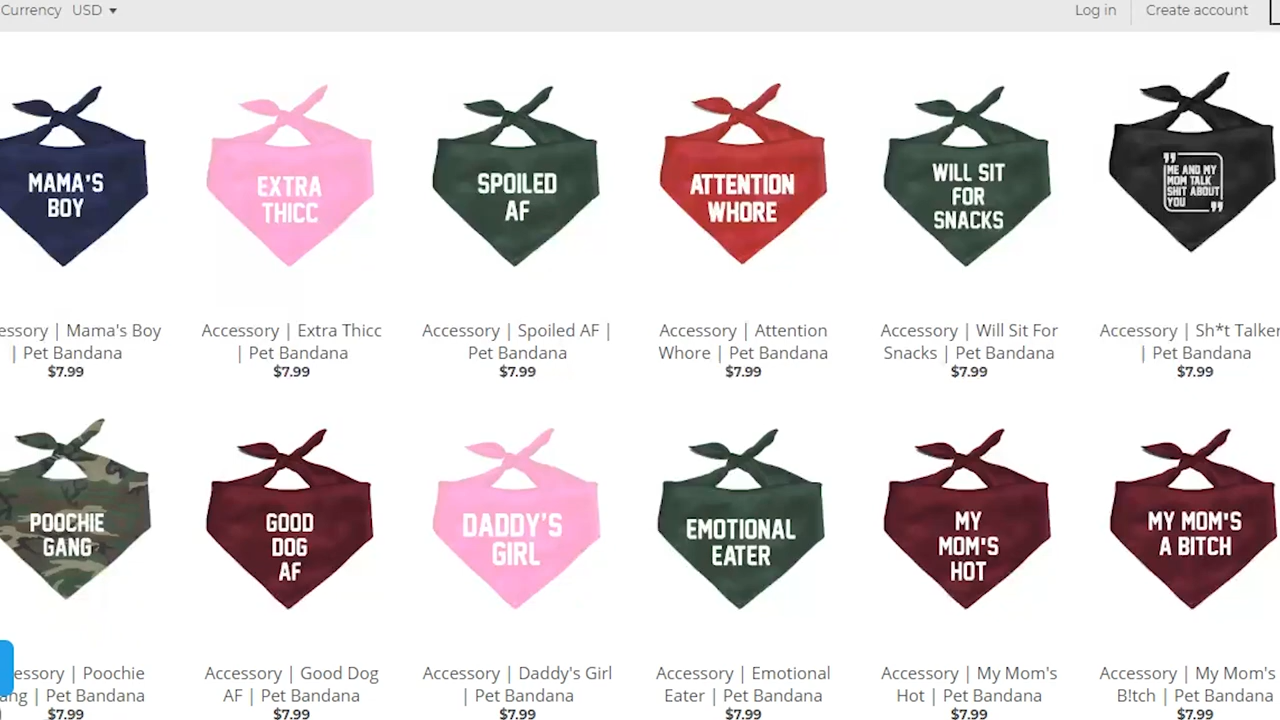 Currency USD
Log in
Create account
MAMA'S
BOY
EXTRA
THICC
SPOILED
AF
ATTENTION
WHORE
WILL SIT
FOR
SNACKS
"
ME AND MY
MOM TALK
SHIT ABOUT
YOU
"
essory | Mama's Boy
| Pet Bandana
$7.99
Accessory | Extra Thicc
| Pet Bandana
$7.99
Accessory | Spoiled AF |
Pet Bandana
$7.99
Accessory | Attention
Whore | Pet Bandana
$7.99
Accessory | Will Sit For
Snacks | Pet Bandana
$7.99
Accessory | Sh*t Talker
| Pet Bandana
$7.99
POOCHIE
GANG
GOOD
DOG
AF
DADDY'S
GIRL
EMOTIONAL
EATER
MY
MOM'S
HOT
MY MOM'S
A BITCH
essory | Poochie
ang | Pet Bandana
$7.99
Accessory | Good Dog
AF | Pet Bandana
$7.99
Accessory | Daddy's Girl
| Pet Bandana
$7.99
Accessory | Emotional
Eater | Pet Bandana
$7.99
Accessory | My Mom's
Hot | Pet Bandana
$7.99
Accessory | My Mom's
B!tch | Pet Bandana
$7.99